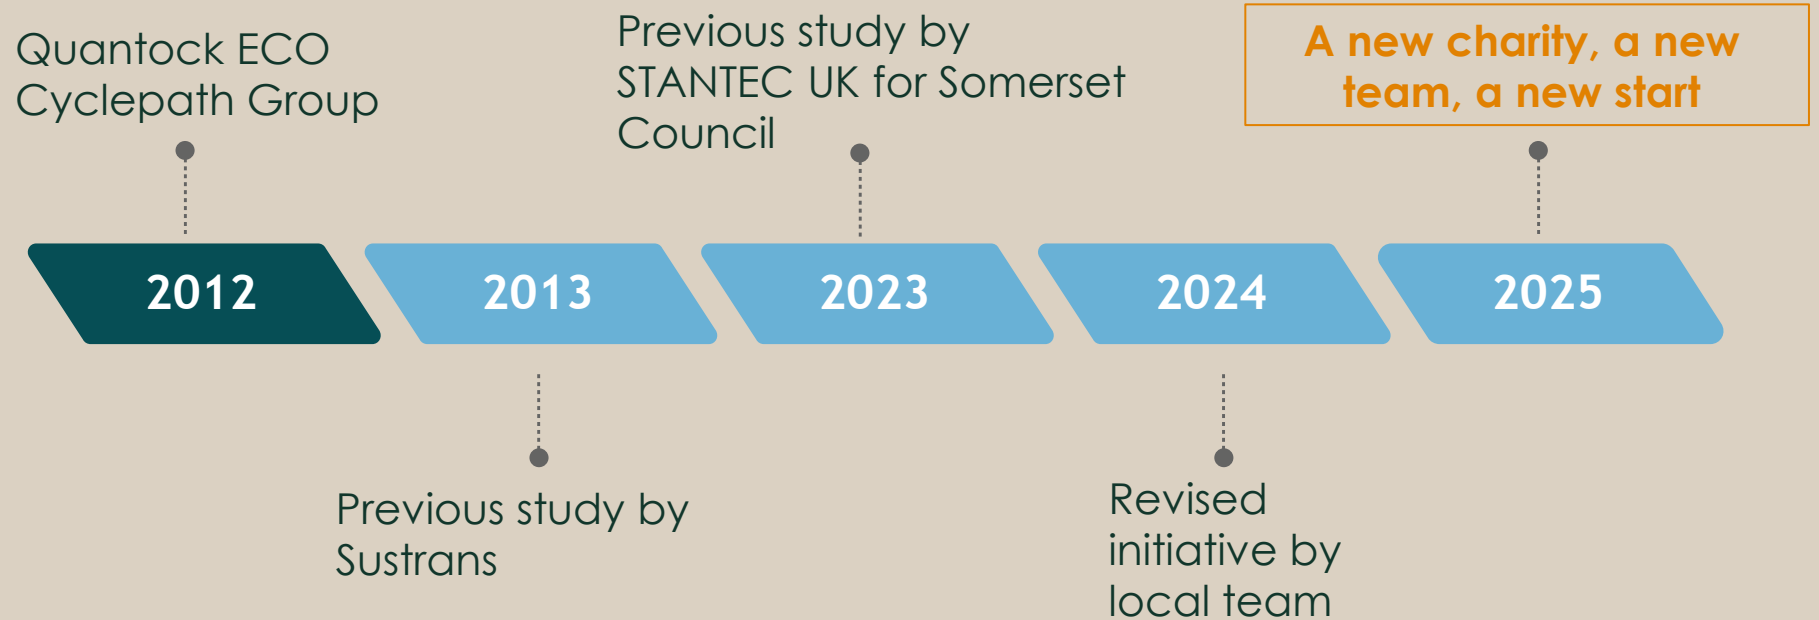 Quantock ECO
Cyclepath Group
Previous study by
STANTEC UK for Somerset
Council
A new charity, a new
team, a new start
2012
2013
2023
2024
2025
Previous study by
Sustrans
Revised
initiative by
local team